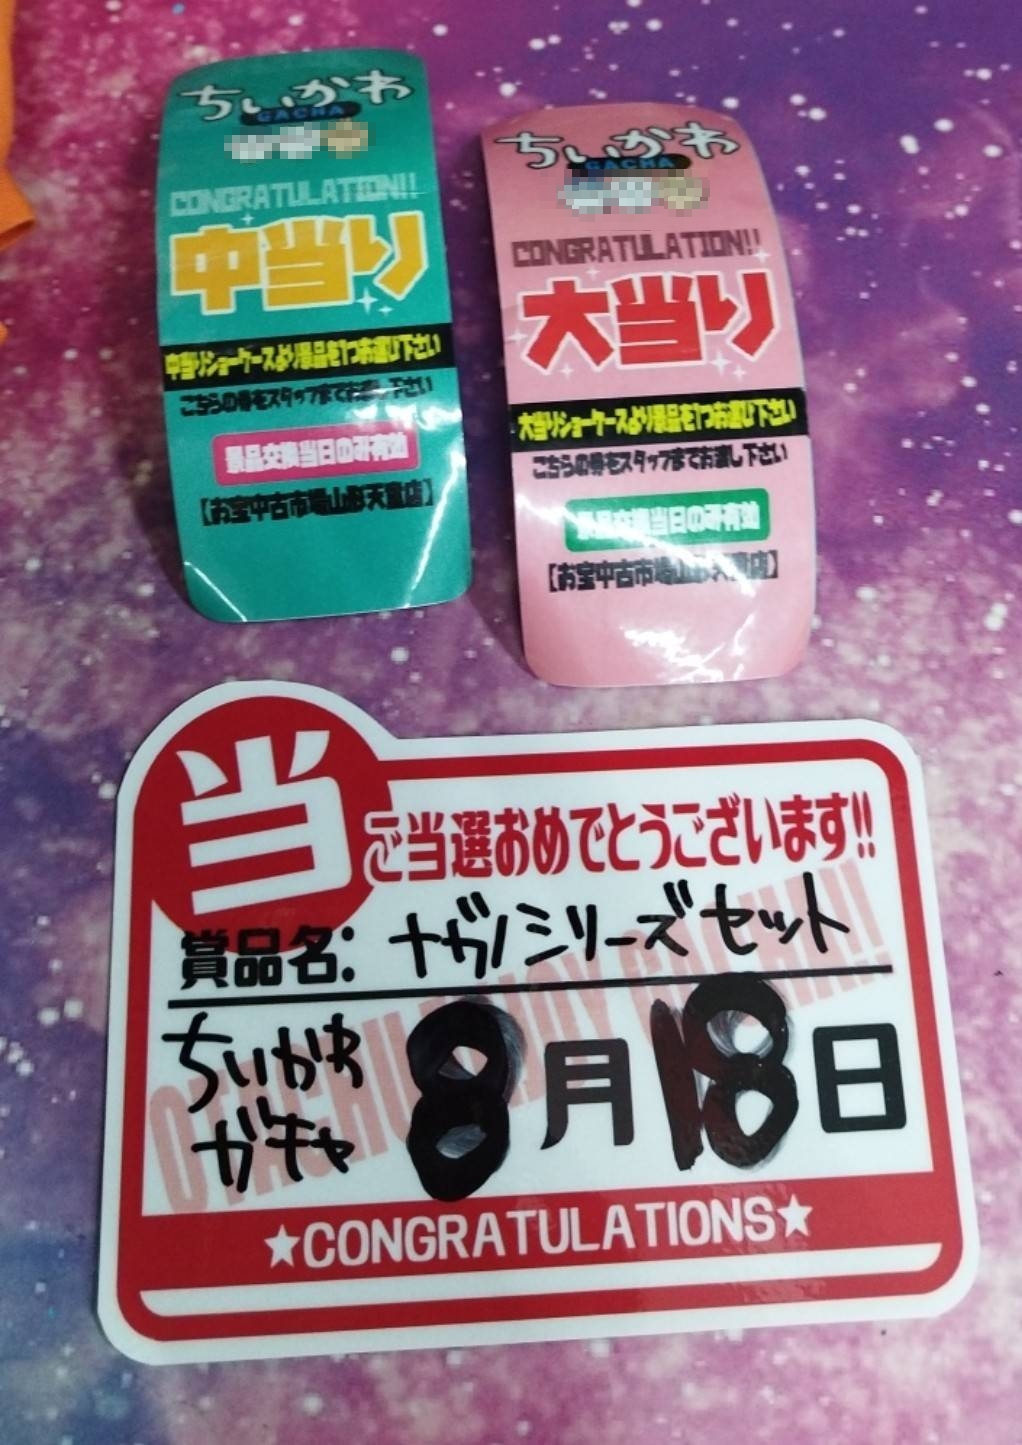 ちいかわ
GACHA
CONGRATULATION!!
中当り
中当りショーケースより景品を1つお選び下さい
こちらの券をスタッフまでお渡し下さい
景品交換当日のみ有効
【お宝中古市場山形天童店】
ちいかわ
GACHA
CONGRATULATION!!
大当り
大当りショーケースより景品を1つお選び下さい
こちらの券をスタッフまでお渡し下さい
景品交換当日のみ有効
【お宝中古市場山形天童店】
当
ご当選おめでとうございます!!
賞品名: ナガノシリーズセット
ちいかわ
ガチャ
8月18日
★CONGRATULATIONS★